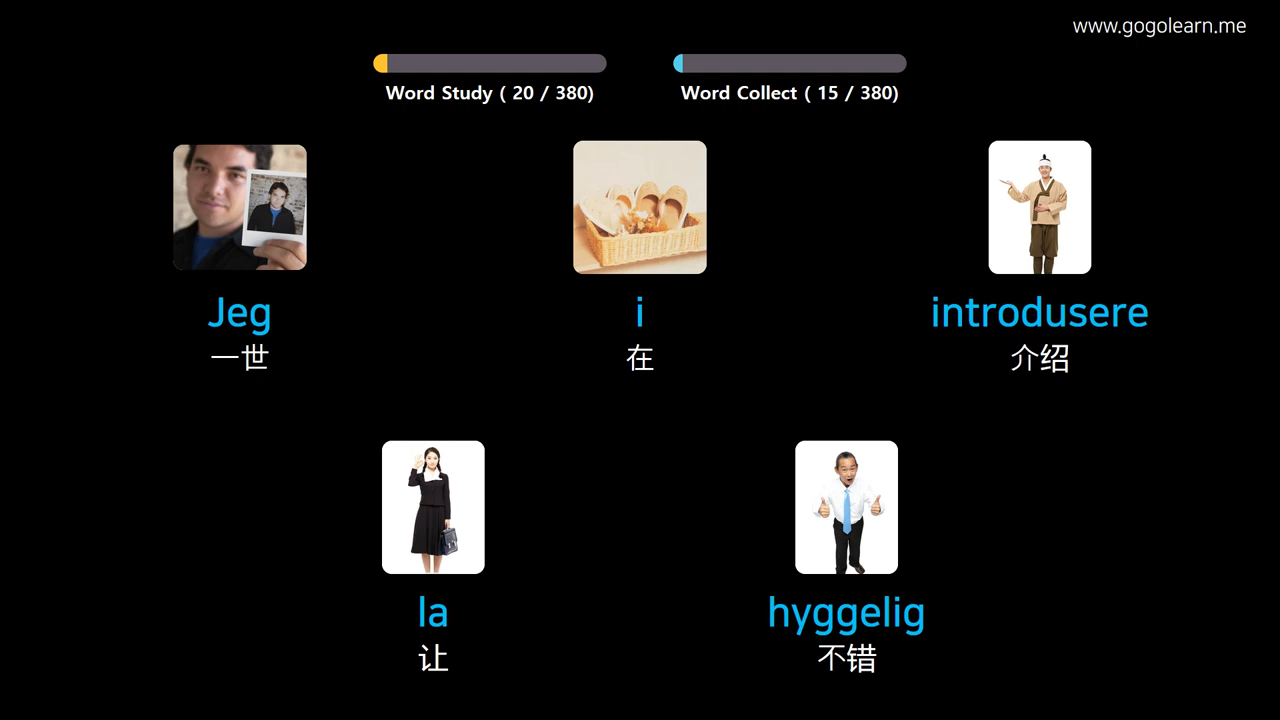 www.gogolearn.me
Word Study ( 20 / 380)
Word Collect ( 15 / 380)
Jeg
一世
i
在
introdusere
介绍
la
让
hyggelig
不错